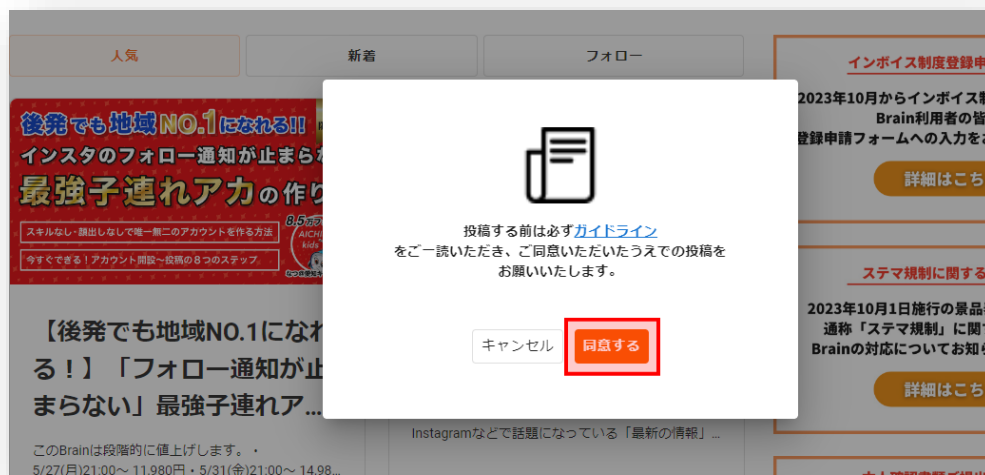 人気
新着
フォロー
後発でも地域NO.1になれる!!
インスタのフォロー通知が止まらな
最強子連れアカの作り
スキルなし・顔出しなしで唯一無二のアカウントを作る方法
今すぐできる！アカウント開設〜投稿の8つのステップ
8.5万フ
AICHI
kids
【後発でも地域NO.1になれ
る！】「フォロー通知が止
まらない」最強子連れア...
このBrainは段階的に値上げします。・
5/27(月)21:00〜 11,980円・5/31(金)21:00〜 14,98...
投稿する前は必ずガイドライン
をご一読いただき、ご同意いただいたうえでの投稿を
お願いいたします。
キャンセル
同意する
Instagramなどで話題になっている「最新の情報」...
インボイス制度登録申
2023年10月からインボイス制
Brain利用者の皆
登録申請フォームへの入力をお
詳細はこち
ステマ規制に関する
2023年10月1日施行の景品
通称「ステマ規制」に関
Brainの対応についてお知ら
詳細はこち